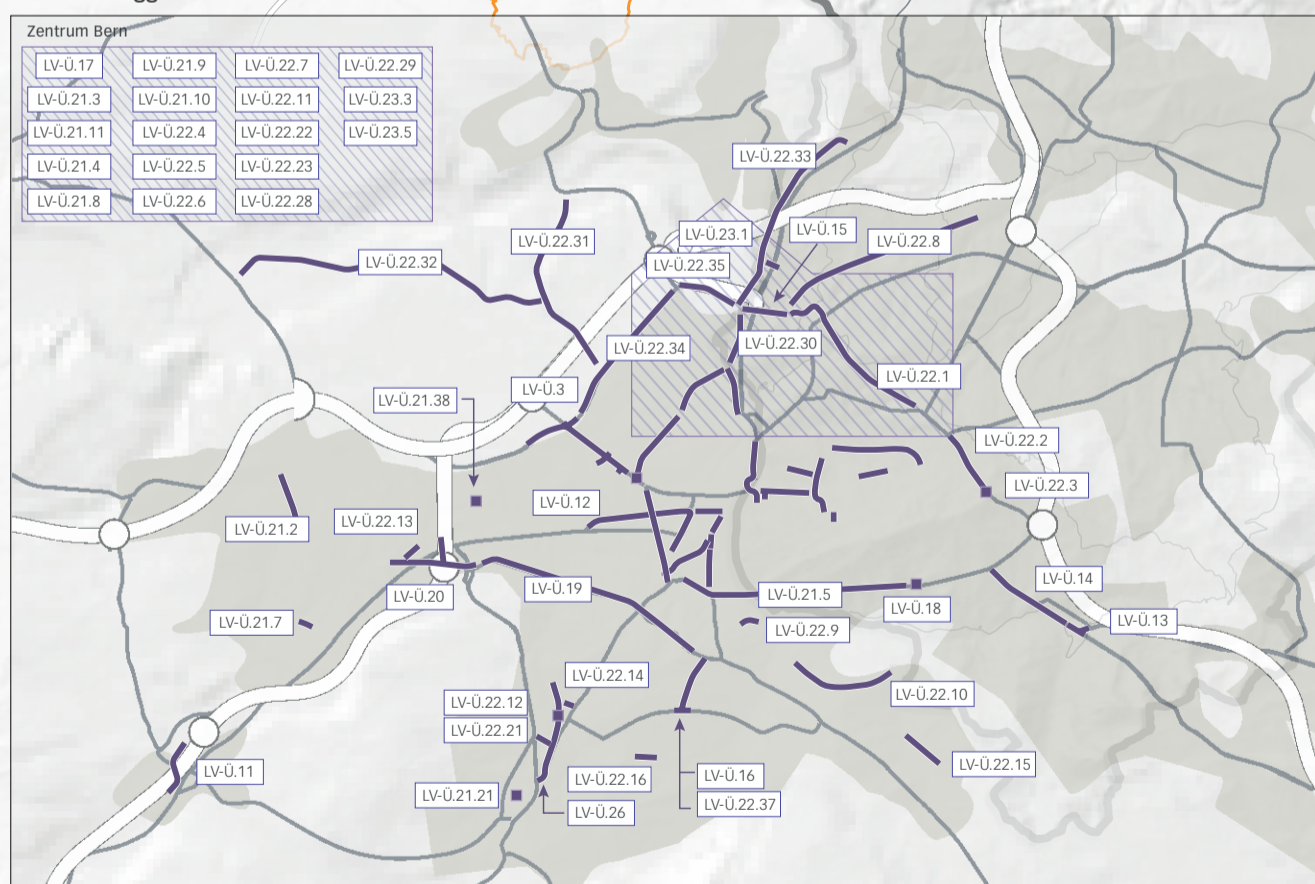 Zentrum Bern
LV-Ü.17 LV-Ü.21.9 LV-Ü.22.7 LV-Ü.22.29
LV-Ü.21.3 LV-Ü.21.10 LV-Ü.22.11 LV-Ü.23.3
LV-Ü.21.11 LV-Ü.22.4 LV-Ü.22.22 LV-Ü.23.5
LV-Ü.21.4 LV-Ü.22.5 LV-Ü.22.23
LV-Ü.21.8 LV-Ü.22.6 LV-Ü.22.28
LV-Ü.22.33
LV-Ü.23.1
LV-Ü.15
LV-Ü.22.31
LV-Ü.22.8
LV-Ü.22.32
LV-Ü.22.35
LV-Ü.22.34
LV-Ü.22.30
LV-Ü.22.1
LV-Ü.21.38
LV-Ü.3
LV-Ü.22.2
LV-Ü.22.3
LV-Ü.12
LV-Ü.21.2
LV-Ü.22.13
LV-Ü.14
LV-Ü.20
LV-Ü.19
LV-Ü.21.5
LV-Ü.18
LV-Ü.13
LV-Ü.21.7
LV-Ü.22.9
LV-Ü.22.14
LV-Ü.22.12
LV-Ü.22.10
LV-Ü.22.21
LV-Ü.11
LV-Ü.22.16
LV-Ü.16
LV-Ü.22.15
LV-Ü.21.21
LV-Ü.26
LV-Ü.22.37